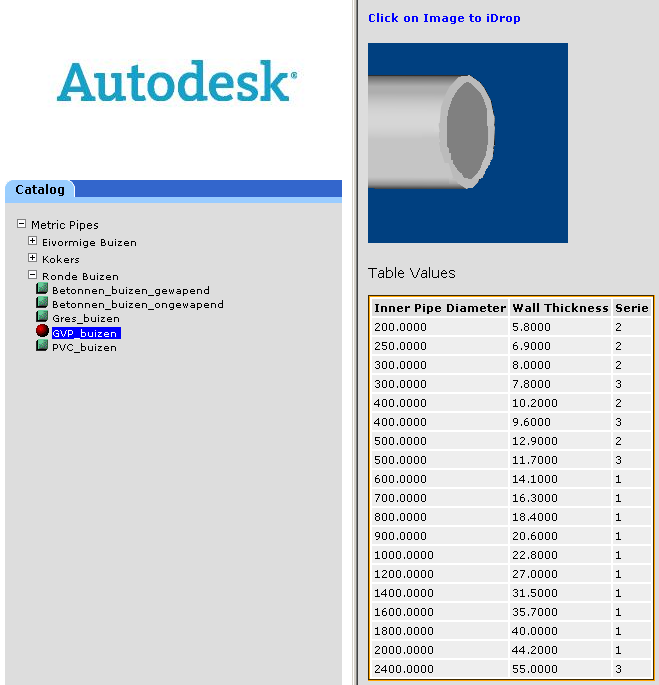 Autodesk®
Catalog
Metric Pipes
Eivormige Buizen
Kokers
Ronde Buizen
Betonnen_buizen_gewapend
Betonnen_buizen_ongewapend
Gres_buizen
GVP_buizen
PVC_buizen
Click on Image to iDrop
Table Values
Inner Pipe Diameter Wall Thickness Serie
200.0000 5.8000 2
250.0000 6.9000 2
300.0000 8.0000 2
300.0000 7.8000 3
400.0000 10.2000 2
400.0000 9.6000 3
500.0000 12.9000 2
500.0000 11.7000 3
600.0000 14.1000 1
700.0000 16.3000 1
800.0000 18.4000 1
900.0000 20.6000 1
1000.0000 22.8000 1
1200.0000 27.0000 1
1400.0000 31.5000 1
1600.0000 35.7000 1
1800.0000 40.0000 1
2000.0000 44.2000 1
2400.0000 55.0000 3